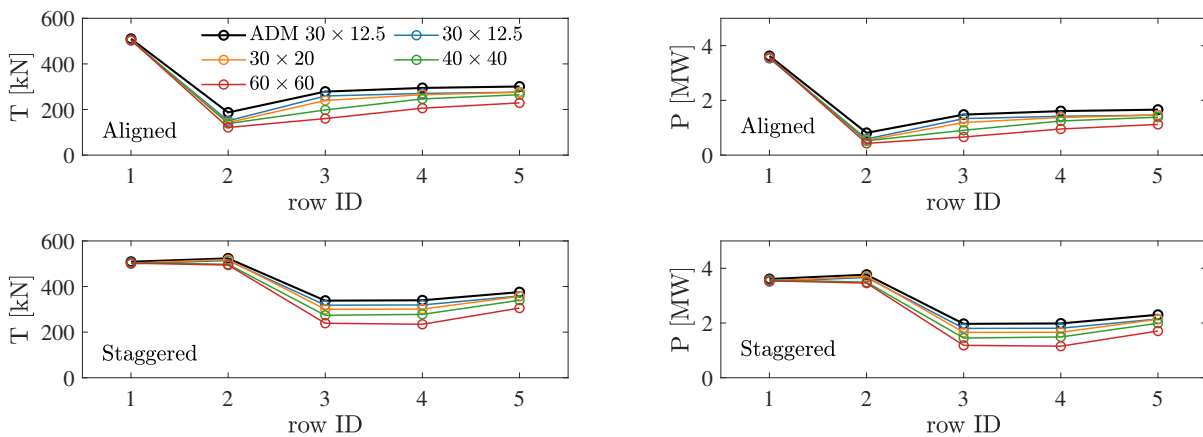 600
400
200
0
T [kN]
ADM 30 × 12.5
30 × 12.5
30 × 20
40 × 40
60 × 60
Aligned
1 2 3 4 5
row ID
4
2
0
P [MW]
Aligned
1 2 3 4 5
row ID
600
400
200
0
T [kN]
Staggered
1 2 3 4 5
row ID
4
2
0
P [MW]
Staggered
1 2 3 4 5
row ID